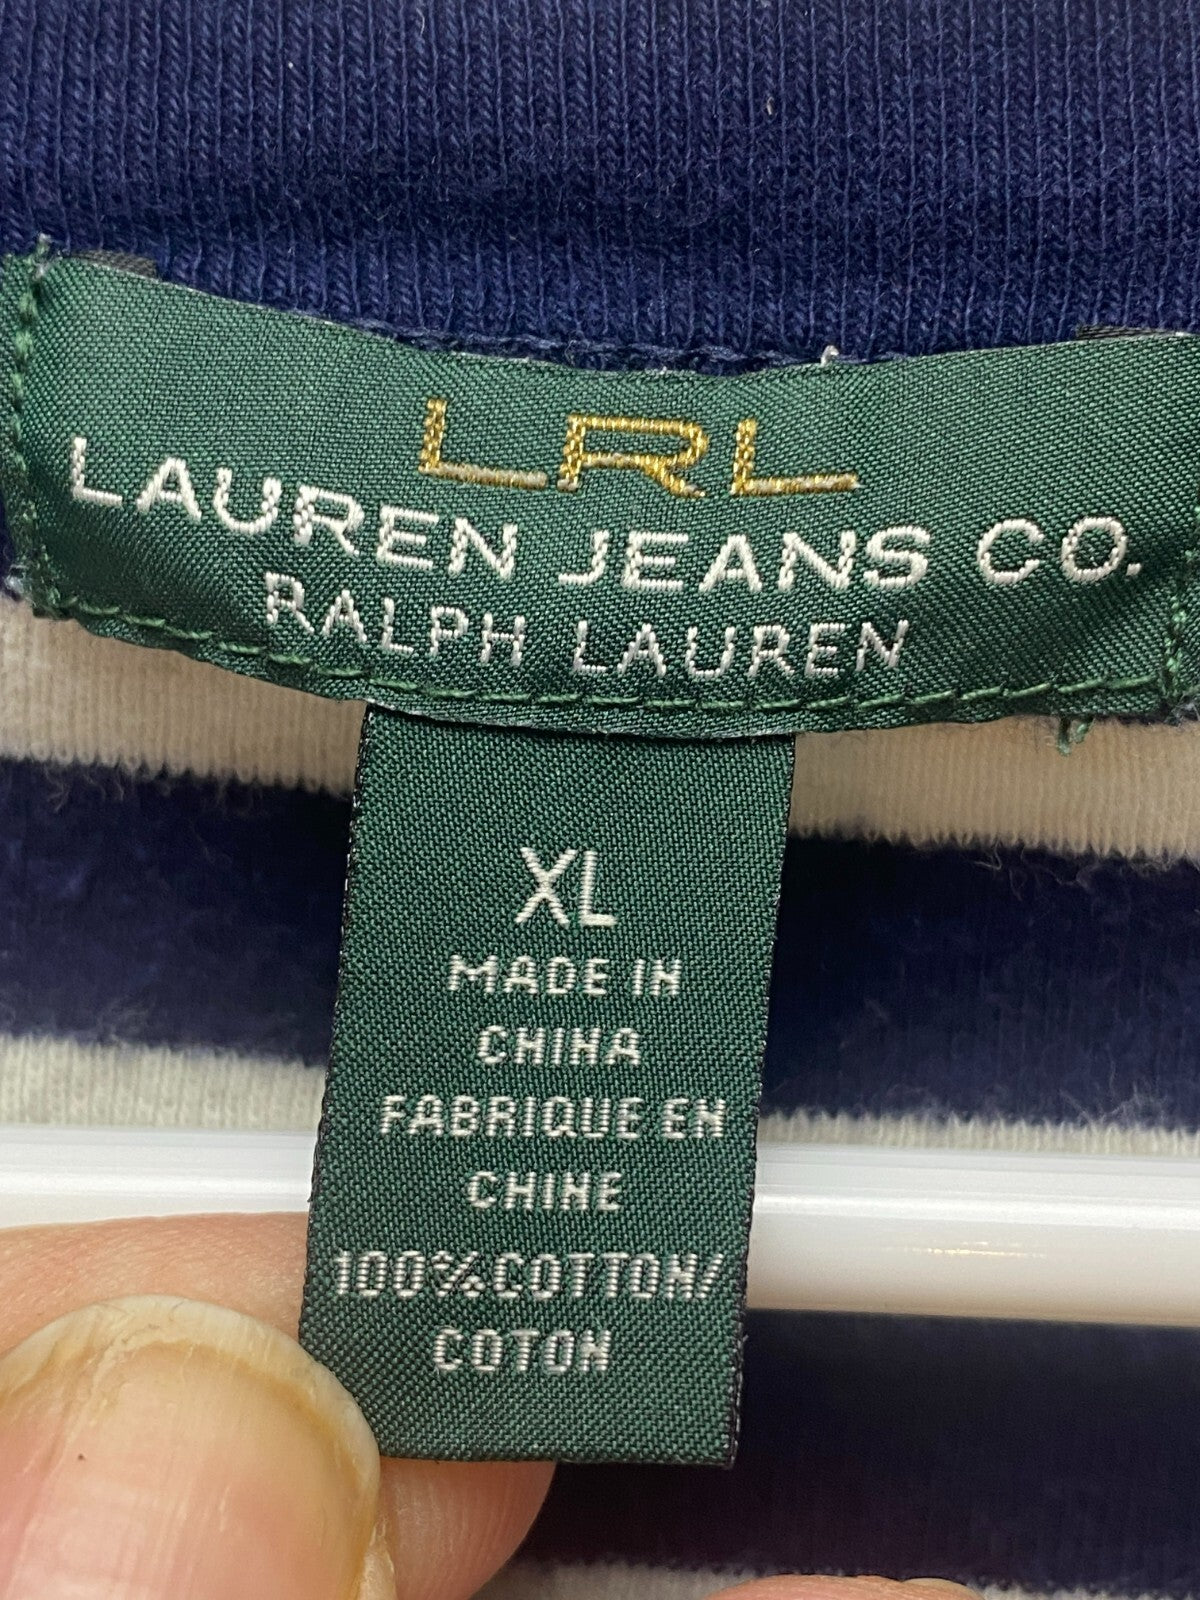 LRL
LAUREN JEANS CO.
RALPH LAUREN
XL
MADE IN
CHINA
FABRIQUE EN
CHINE
100%COTTON/
COTON